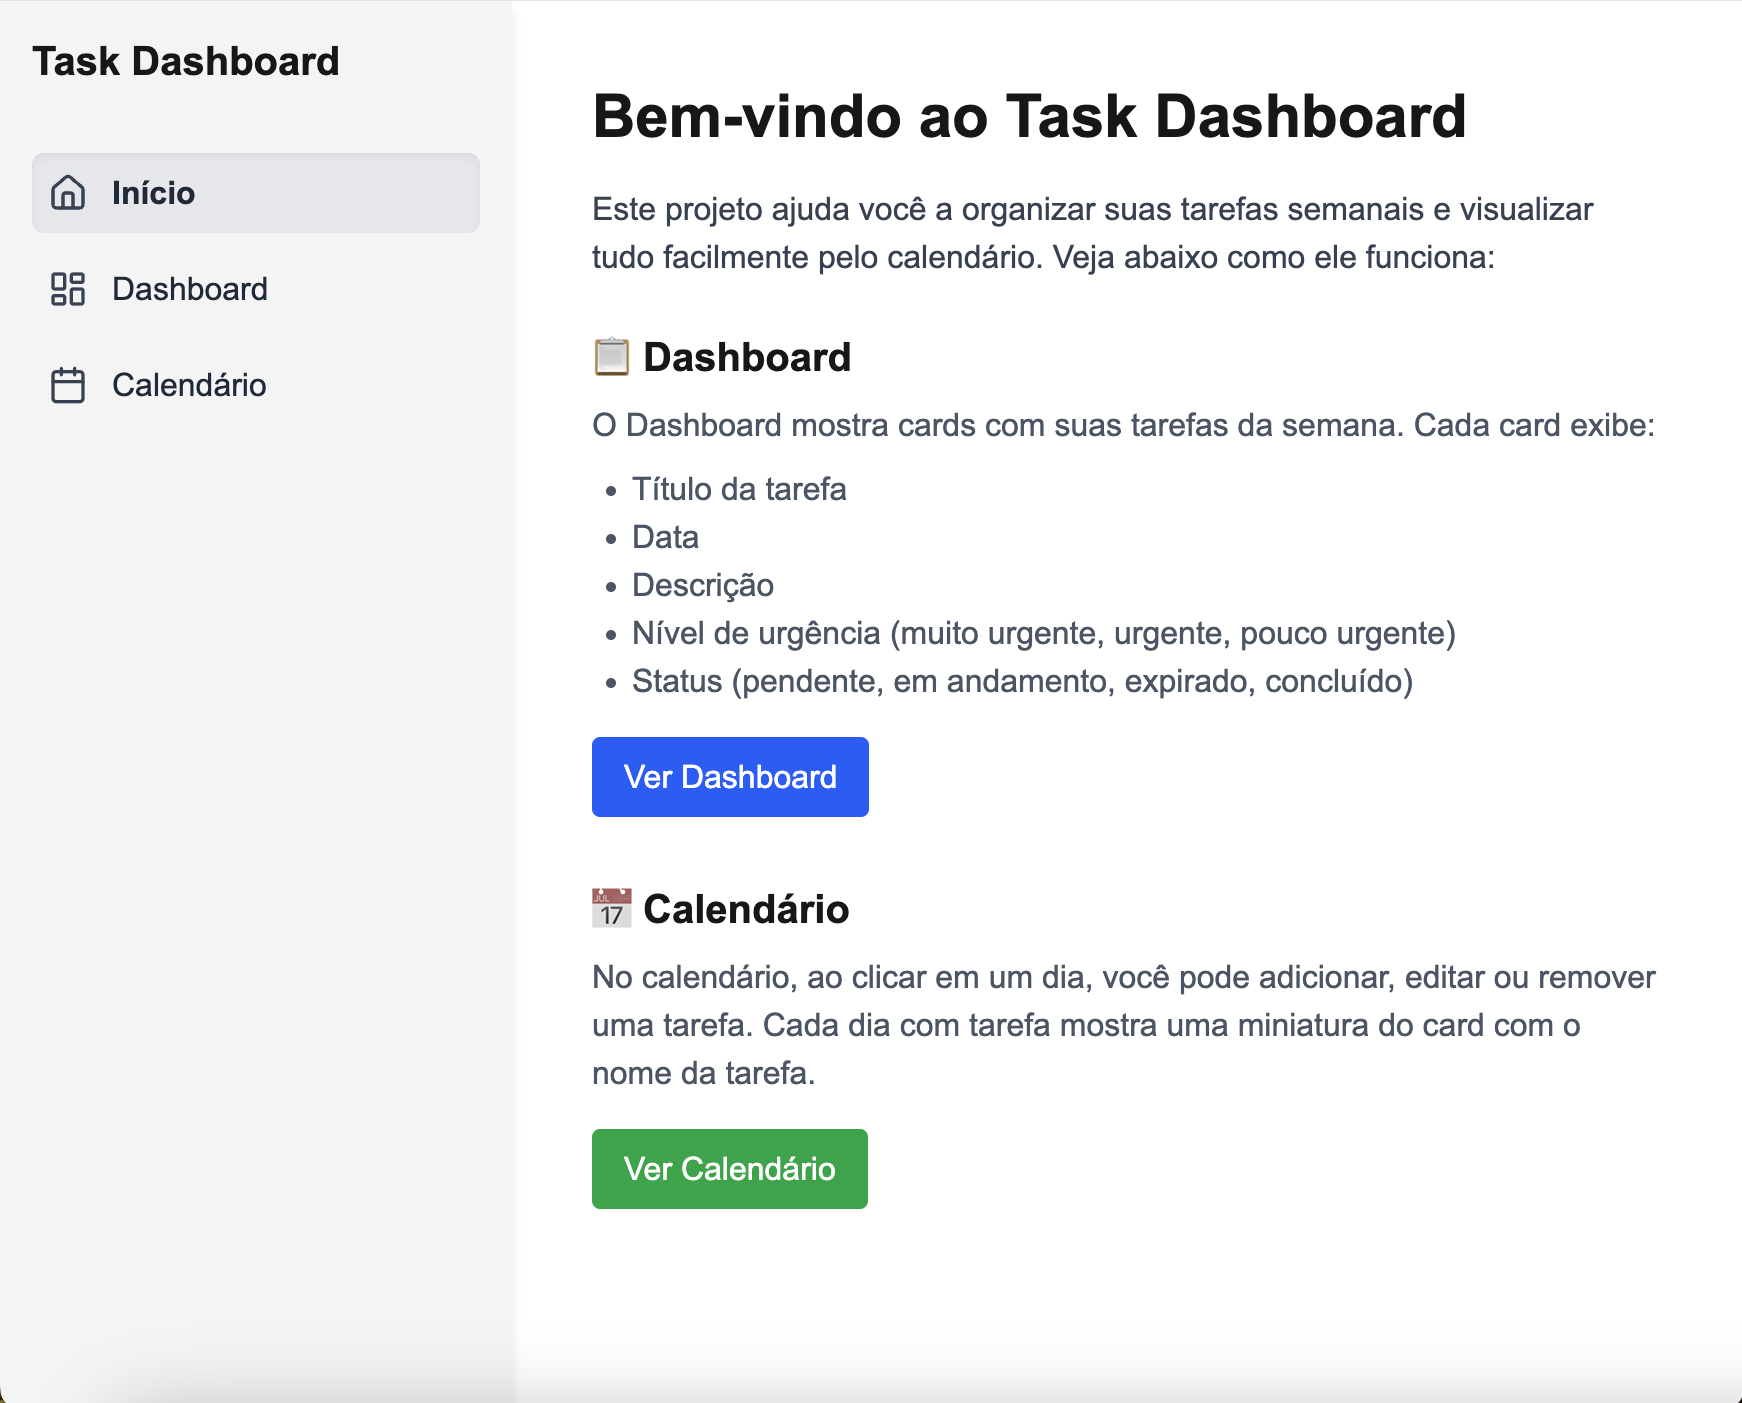 Task Dashboard
Início
Dashboard
Calendário
Bem-vindo ao Task Dashboard
Este projeto ajuda você a organizar suas tarefas semanais e visualizar
tudo facilmente pelo calendário. Veja abaixo como ele funciona:
Dashboard
O Dashboard mostra cards com suas tarefas da semana. Cada card exibe:
• Título da tarefa
• Data
• Descrição
• Nível de urgência (muito urgente, urgente, pouco urgente)
• Status (pendente, em andamento, expirado, concluído)
Ver Dashboard
JUL
17
Calendário
No calendário, ao clicar em um dia, você pode adicionar, editar ou remover
uma tarefa. Cada dia com tarefa mostra uma miniatura do card com o
nome da tarefa.
Ver Calendário